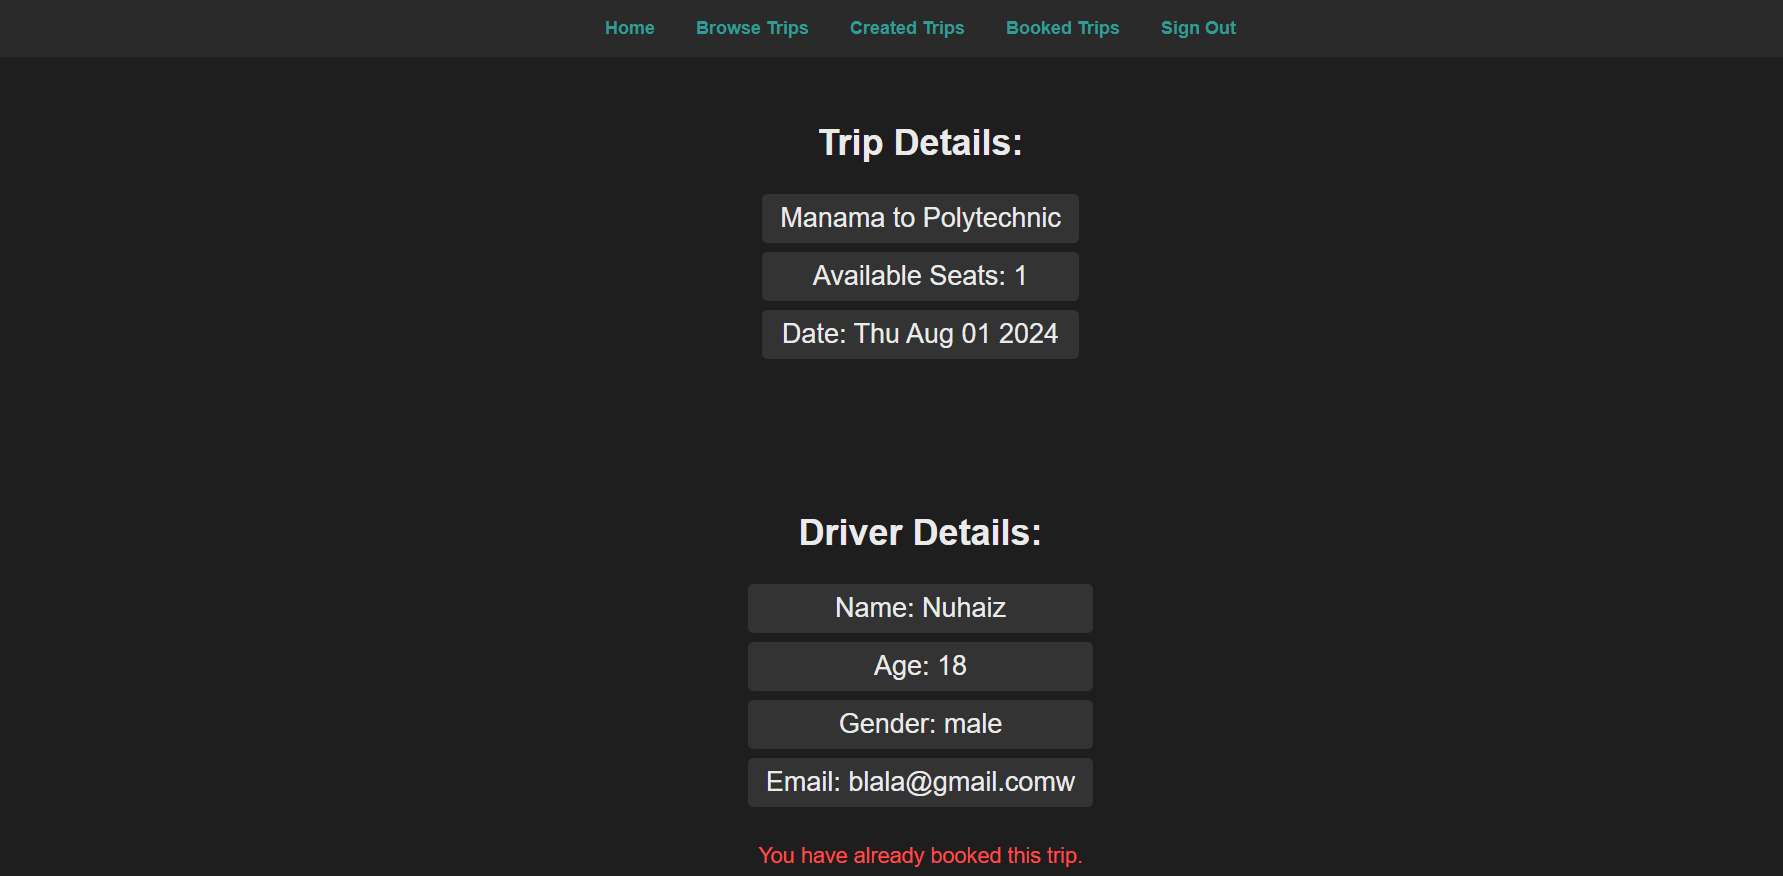 Home Browse Trips Created Trips Booked Trips Sign Out
Trip Details:
Manama to Polytechnic
Available Seats: 1
Date: Thu Aug 01 2024
Driver Details:
Name: Nuhaiz
Age: 18
Gender: male
Email: blala@gmail.comw
You have already booked this trip.